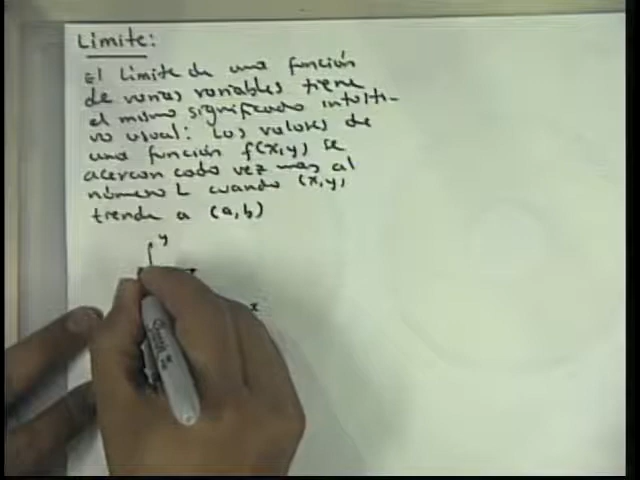 Limite:
El limite de una función
de varias variables tiene
el mismo significado intuiti-
vo usual: Los valores de
una función f(x,y) se
acercan cada vez mas al
número L cuando (x,y)
tiende a (a,b)
y
x